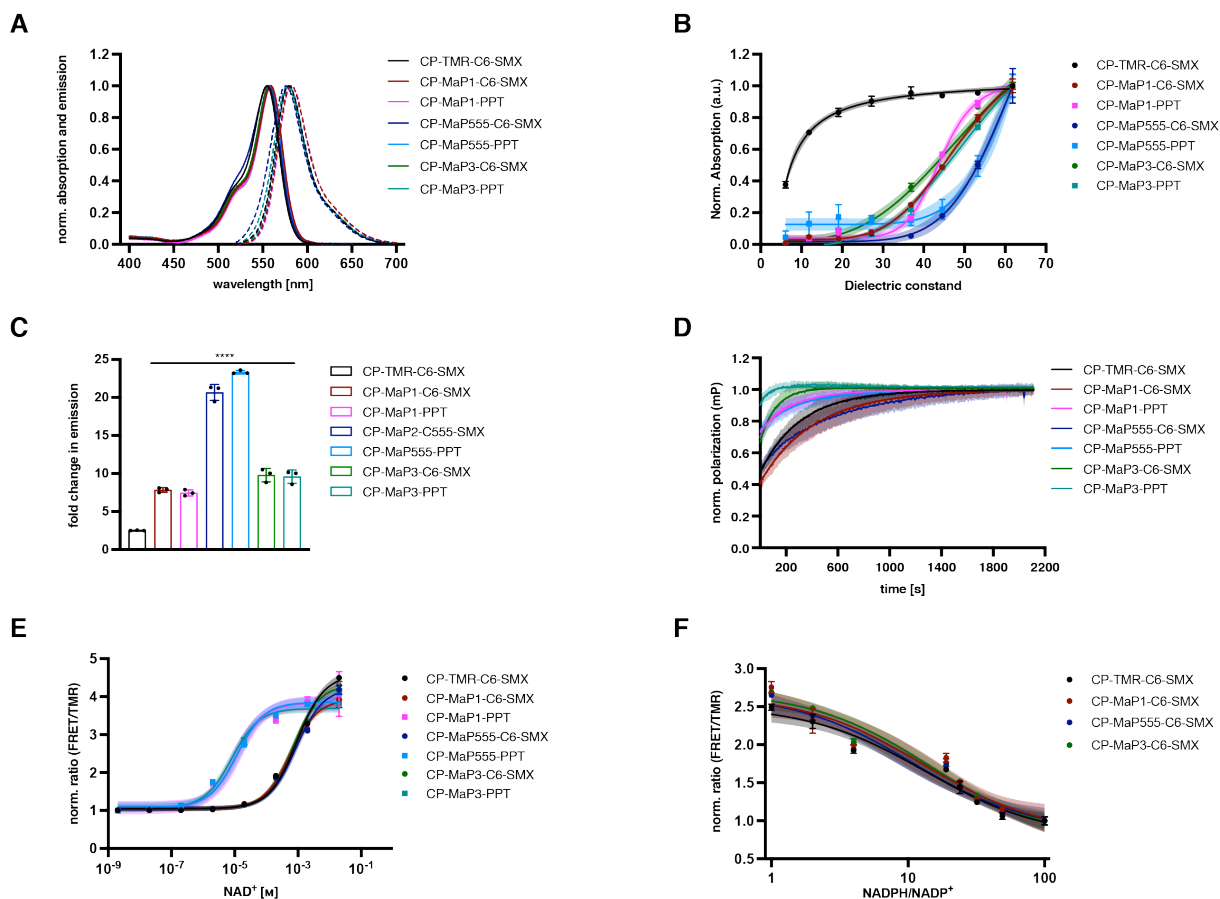 A
norm. absorption and emission
1.2
1.0
0.8
0.6
0.4
0.2
0.0
400 450 500 550 600 650 700
wavelength [nm]
CP-TMR-C6-SMX
CP-MaP1-C6-SMX
CP-MaP1-PPT
CP-MaP555-C6-SMX
CP-MaP555-PPT
CP-MaP3-C6-SMX
CP-MaP3-PPT
B
Norm. Absorption (a.u.)
1.2
1.0
0.8
0.6
0.4
0.2
0.0
0 10 20 30 40 50 60 70
Dielectric constand
CP-TMR-C6-SMX
CP-MaP1-C6-SMX
CP-MaP1-PPT
CP-MaP555-C6-SMX
CP-MaP555-PPT
CP-MaP3-C6-SMX
CP-MaP3-PPT
C
fold change in emission
25
20
15
10
5
0
****
CP-TMR-C6-SMX
CP-MaP1-C6-SMX
CP-MaP1-PPT
CP-MaP2-C555-SMX
CP-MaP555-PPT
CP-MaP3-C6-SMX
CP-MaP3-PPT
D
norm. polarization (mP)
1.2
1.0
0.8
0.6
0.4
0.2
0.0
200 600 1000 1400 1800 2200
time [s]
CP-TMR-C6-SMX
CP-MaP1-C6-SMX
CP-MaP1-PPT
CP-MaP555-C6-SMX
CP-MaP555-PPT
CP-MaP3-C6-SMX
CP-MaP3-PPT
E
norm. ratio (FRET/TMR)
5
4
3
2
1
0
10⁻⁹ 10⁻⁷ 10⁻⁵ 10⁻³ 10⁻¹
NAD⁺ [M]
CP-TMR-C6-SMX
CP-MaP1-C6-SMX
CP-MaP1-PPT
CP-MaP555-C6-SMX
CP-MaP555-PPT
CP-MaP3-C6-SMX
CP-MaP3-PPT
F
norm. ratio (FRET/TMR)
3.0
2.5
2.0
1.5
1.0
0.5
1 10 100
NADPH/NADP⁺
CP-TMR-C6-SMX
CP-MaP1-C6-SMX
CP-MaP555-C6-SMX
CP-MaP3-C6-SMX